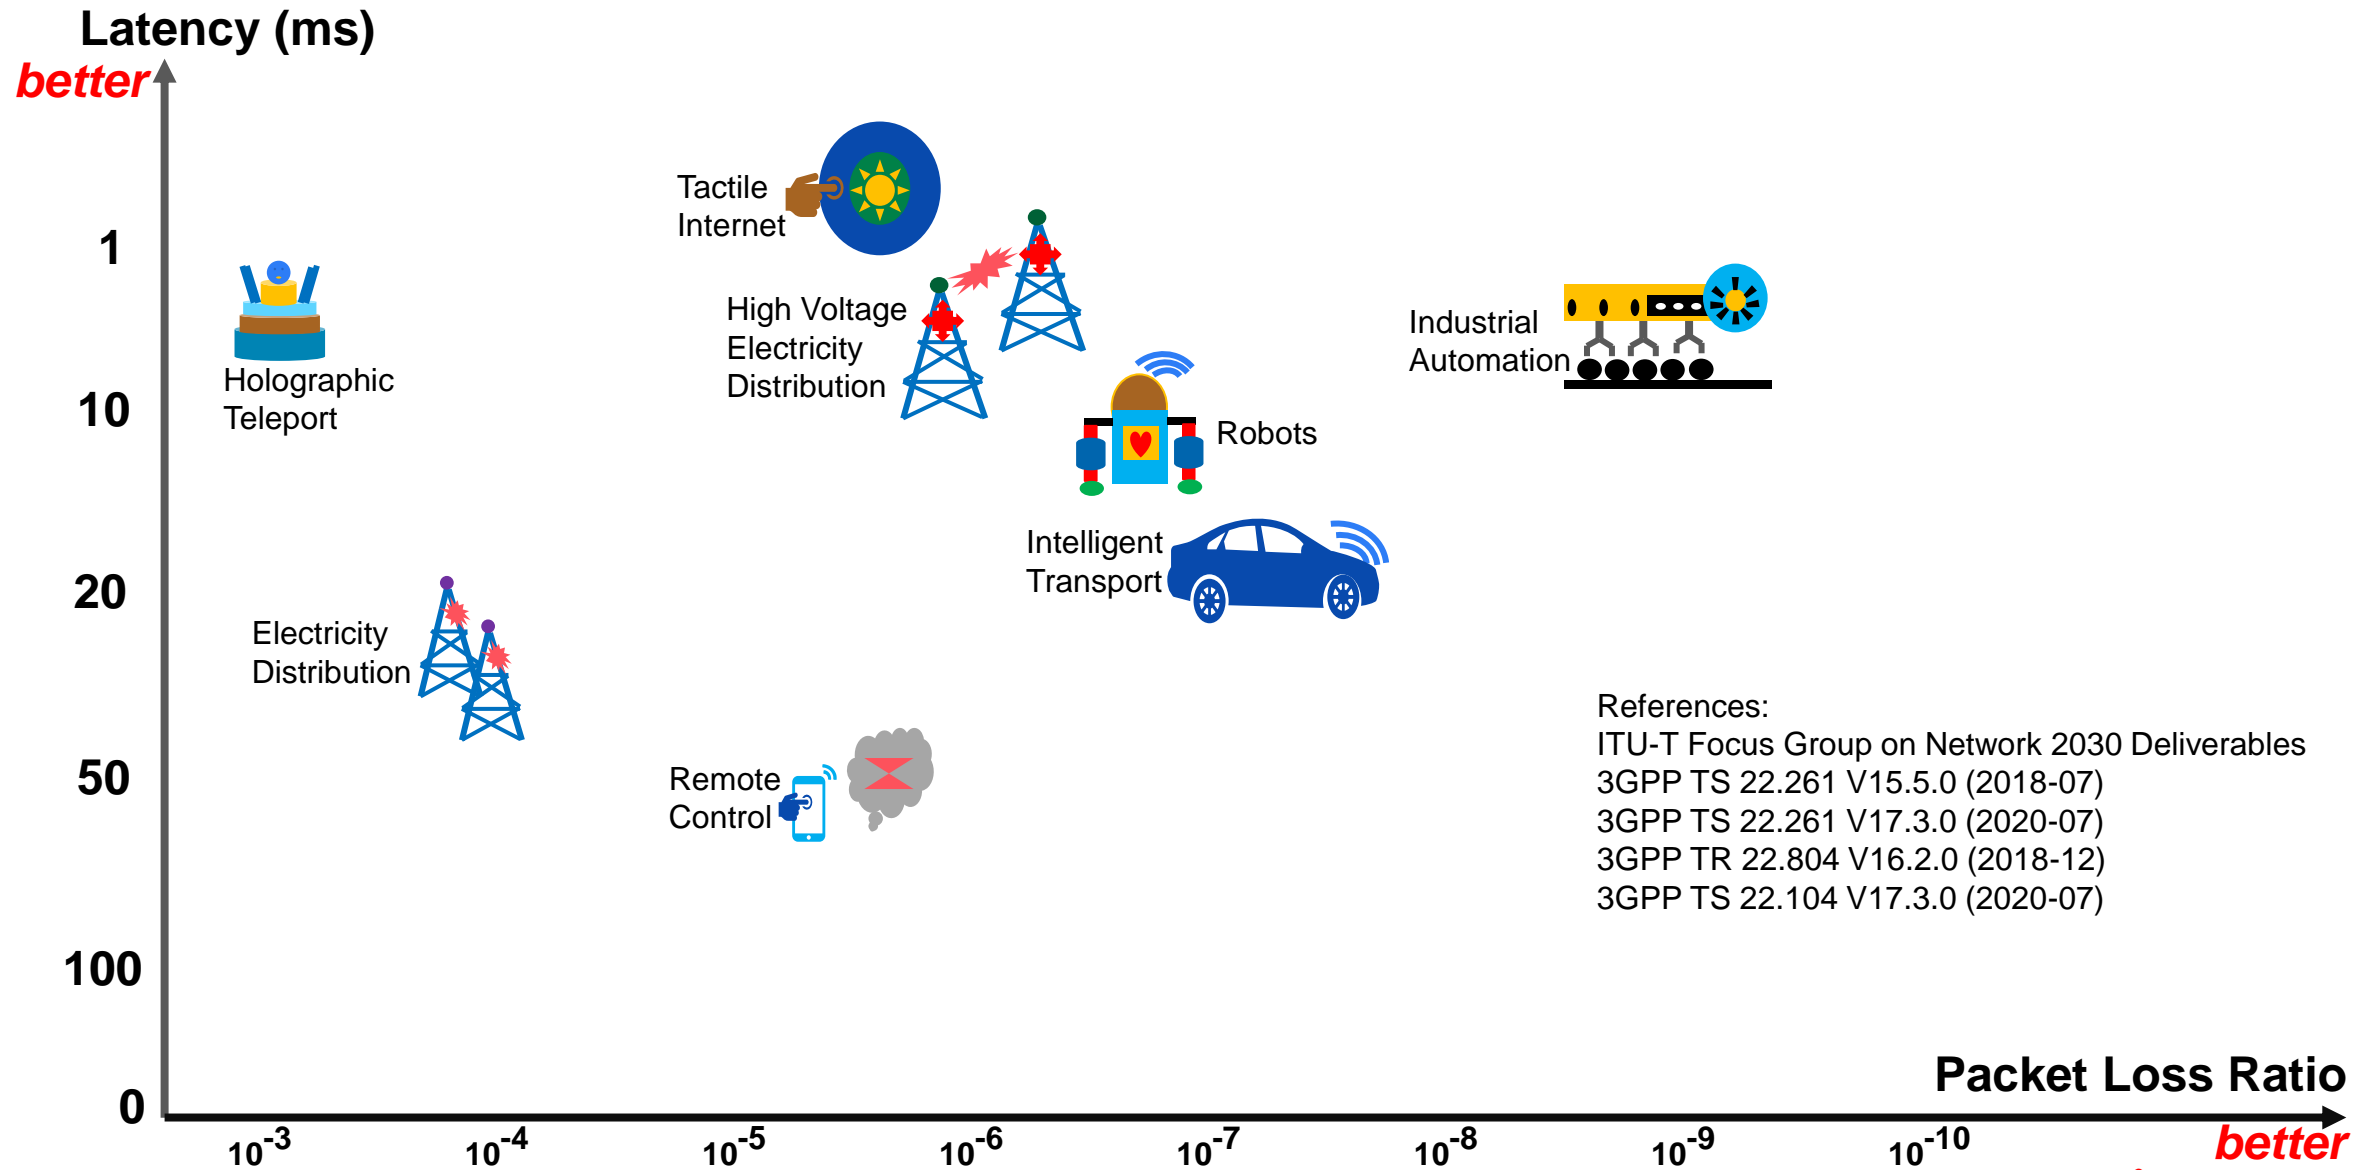 Latency (ms)
better
Tactile
Internet
1
High Voltage
Electricity
Distribution
Industrial
Automation
Holographic
Teleport
10
Robots
Intelligent
Transport
20
Electricity
Distribution
References:
ITU-T Focus Group on Network 2030 Deliverables
3GPP TS 22.261 V15.5.0 (2018-07)
3GPP TS 22.261 V17.3.0 (2020-07)
3GPP TR 22.804 V16.2.0 (2018-12)
3GPP TS 22.104 V17.3.0 (2020-07)
50
Remote
Control
100
Packet Loss Ratio
0
10-3 10-4 10-5 10-6 10-7 10-8 10-9 10-10
better